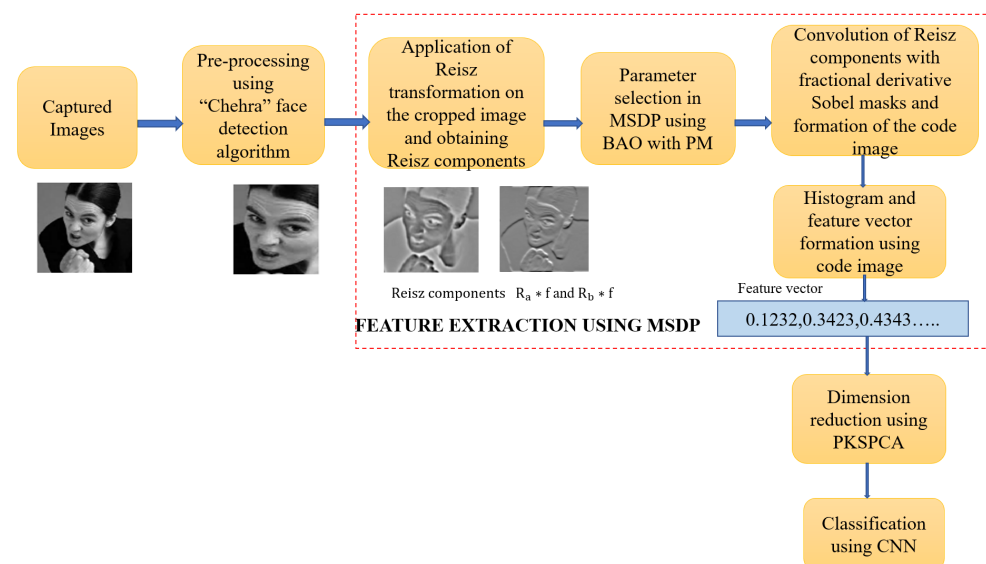 Captured
Images
Pre-processing
using
“Chehra” face
detection
algorithm
Application of
Reisz
transformation on
the cropped image
and obtaining
Reisz components
Parameter
selection in
MSDP using
BAO with PM
Convolution of Reisz
components with
fractional derivative
Sobel masks and
formation of the code
image
Histogram and
feature vector
formation using
code image
Reisz components Rₐ ∗ f and R_b ∗ f
Feature vector
0.1232,0.3423,0.4343…..
FEATURE EXTRACTION USING MSDP
Dimension
reduction using
PKSPCA
Classification
using CNN